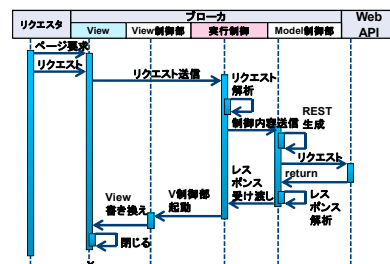 リクエスタ
ブローカ
Web
API
View
View制御部
実行制御
Model制御部
ページ要求
リクエスト
リクエスト送信
リクエスト
解析
制御内容送信
REST
生成
リクエスト
return
レス
ポンス
受け渡し
レス
ポンス
解析
V制御部
起動
View
書き換え
閉じる